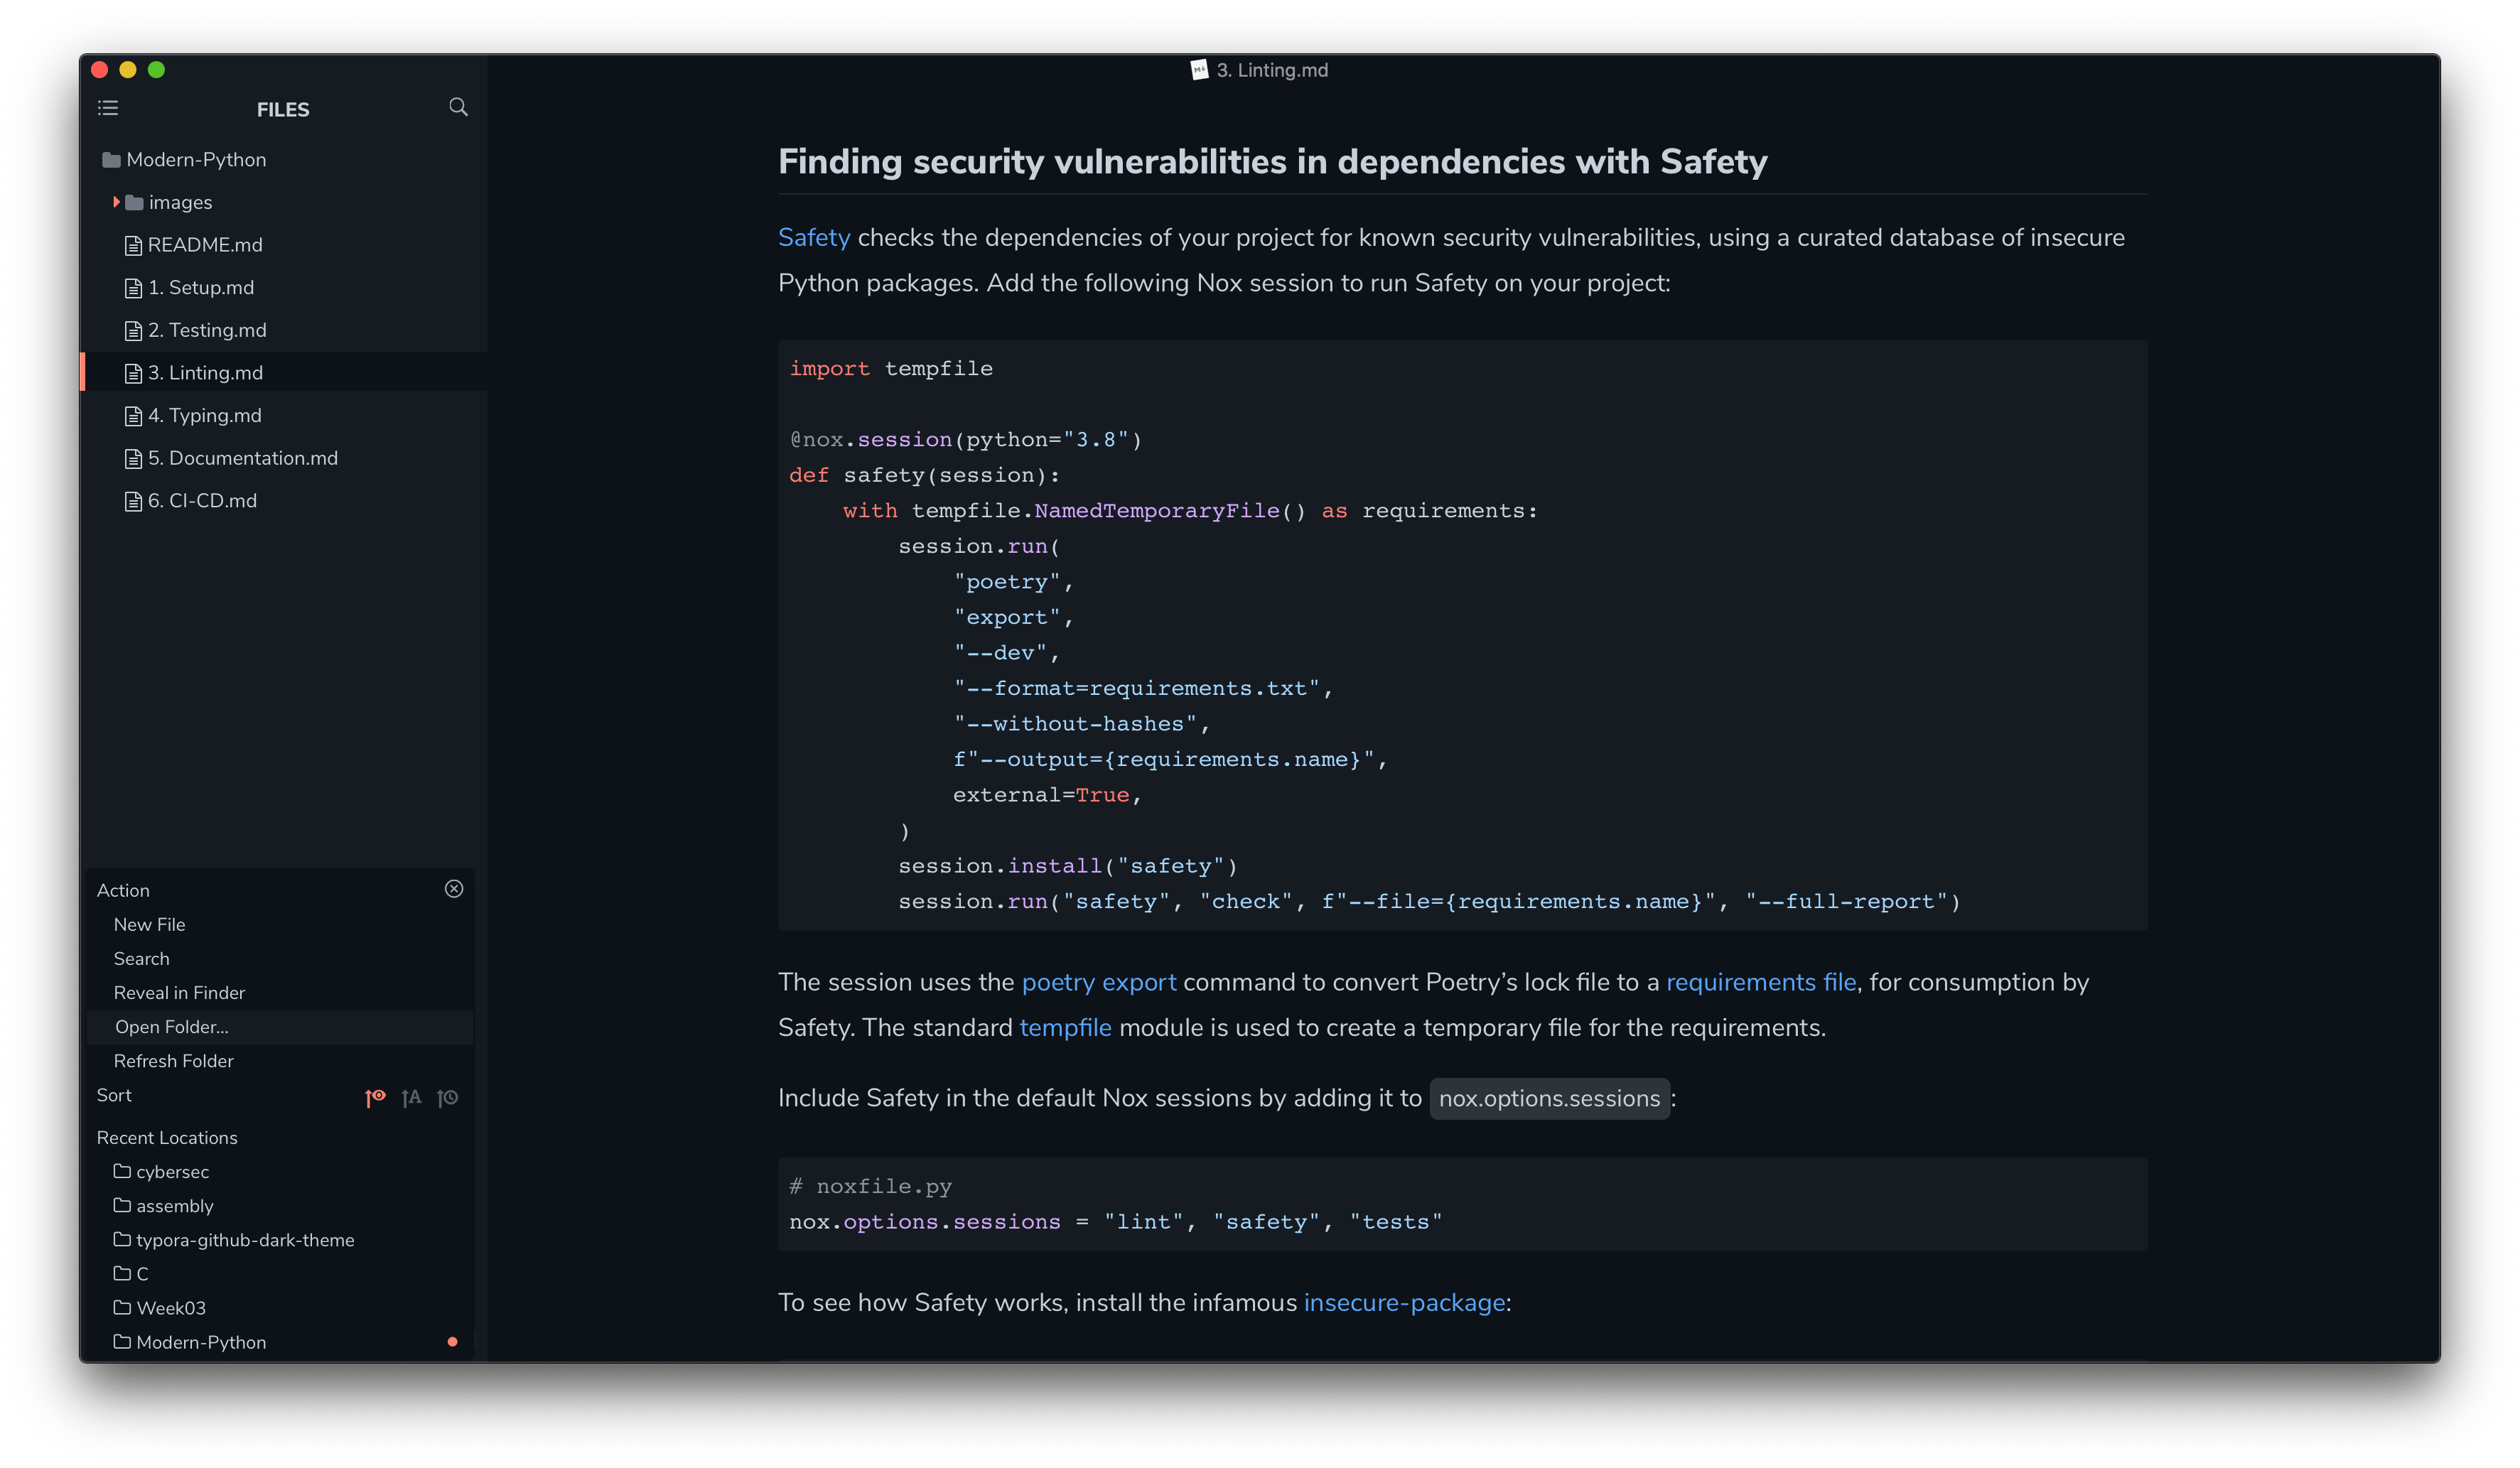 3. Linting.md
FILES
Modern-Python
images
README.md
1. Setup.md
2. Testing.md
3. Linting.md
4. Typing.md
5. Documentation.md
6. CI-CD.md
Action
New File
Search
Reveal in Finder
Open Folder...
Refresh Folder
Sort
Recent Locations
cybersec
assembly
typora-github-dark-theme
C
Week03
Modern-Python
Finding security vulnerabilities in dependencies with Safety
Safety checks the dependencies of your project for known security vulnerabilities, using a curated database of insecure
Python packages. Add the following Nox session to run Safety on your project:
import tempfile
@nox.session(python="3.8")
def safety(session):
    with tempfile.NamedTemporaryFile() as requirements:
        session.run(
            "poetry",
            "export",
            "--dev",
            "--format=requirements.txt",
            "--without-hashes",
            f"--output={requirements.name}",
            external=True,
        )
        session.install("safety")
        session.run("safety", "check", f"--file={requirements.name}", "--full-report")
The session uses the poetry export command to convert Poetry’s lock file to a requirements file, for consumption by
Safety. The standard tempfile module is used to create a temporary file for the requirements.
Include Safety in the default Nox sessions by adding it to nox.options.sessions:
# noxfile.py
nox.options.sessions = "lint", "safety", "tests"
To see how Safety works, install the infamous insecure-package: